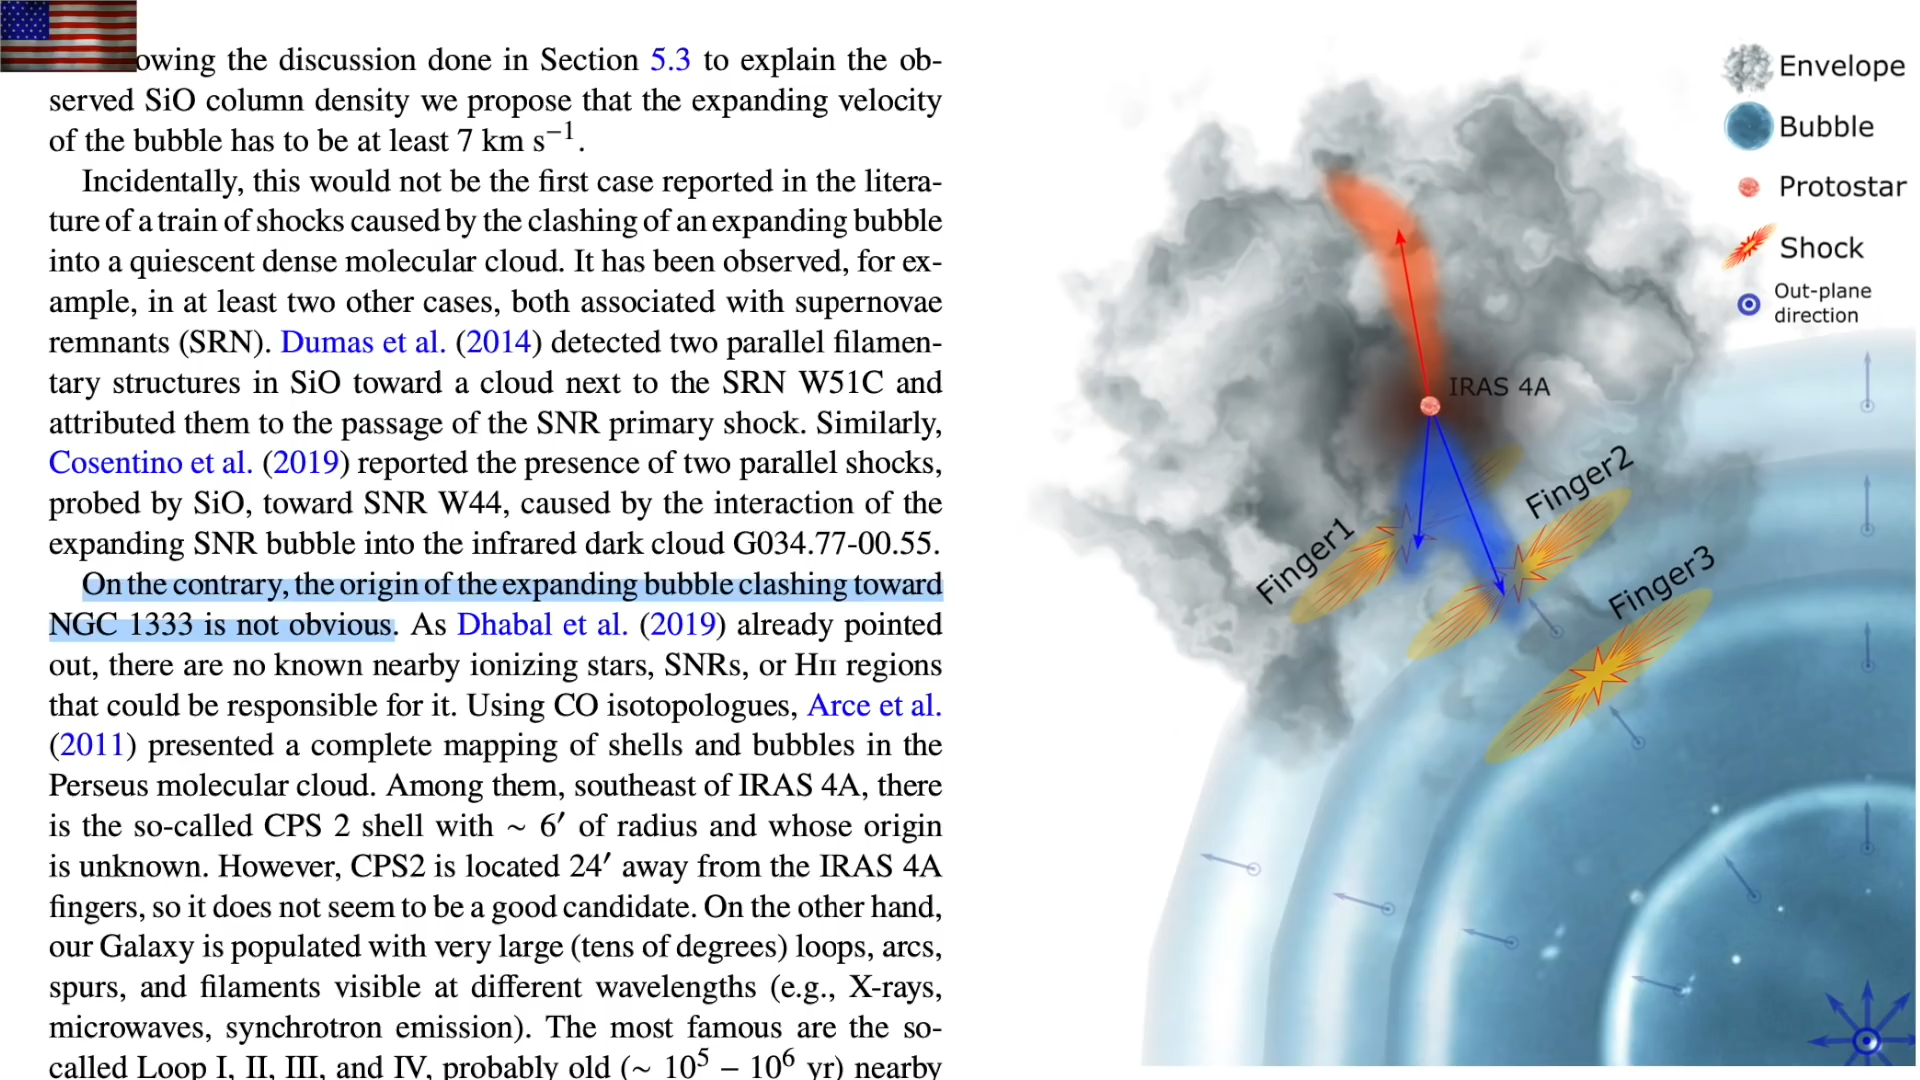 owing the discussion done in Section 5.3 to explain the ob-
served SiO column density we propose that the expanding velocity
of the bubble has to be at least 7 km s−1.
Incidentally, this would not be the first case reported in the litera-
ture of a train of shocks caused by the clashing of an expanding bubble
into a quiescent dense molecular cloud. It has been observed, for ex-
ample, in at least two other cases, both associated with supernovae
remnants (SRN). Dumas et al. (2014) detected two parallel filamen-
tary structures in SiO toward a cloud next to the SRN W51C and
attributed them to the passage of the SNR primary shock. Similarly,
Cosentino et al. (2019) reported the presence of two parallel shocks,
probed by SiO, toward SNR W44, caused by the interaction of the
expanding SNR bubble into the infrared dark cloud G034.77-00.55.
On the contrary, the origin of the expanding bubble clashing toward
NGC 1333 is not obvious. As Dhabal et al. (2019) already pointed
out, there are no known nearby ionizing stars, SNRs, or HII regions
that could be responsible for it. Using CO isotopologues, Arce et al.
(2011) presented a complete mapping of shells and bubbles in the
Perseus molecular cloud. Among them, southeast of IRAS 4A, there
is the so-called CPS 2 shell with ∼ 6′ of radius and whose origin
is unknown. However, CPS2 is located 24′ away from the IRAS 4A
fingers, so it does not seem to be a good candidate. On the other hand,
our Galaxy is populated with very large (tens of degrees) loops, arcs,
spurs, and filaments visible at different wavelengths (e.g., X-rays,
microwaves, synchrotron emission). The most famous are the so-
called Loop I, II, III, and IV, probably old (∼ 10^5 − 10^6 yr) nearby
Envelope
Bubble
Protostar
Shock
Out-plane
direction
IRAS 4A
Finger1
Finger2
Finger3